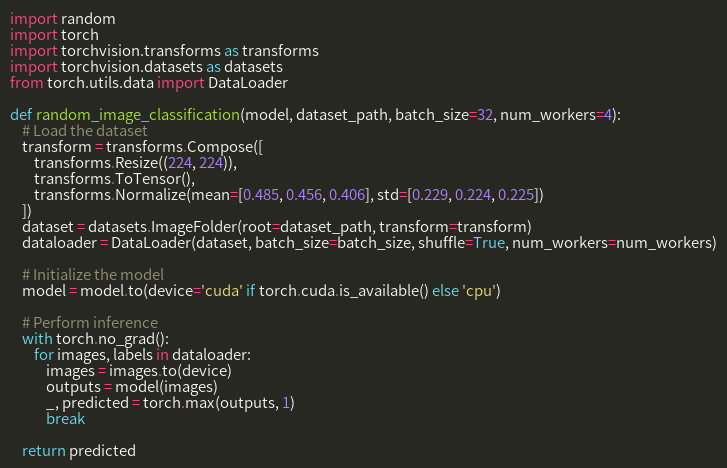 import random
import torch
import torchvision.transforms as transforms
import torchvision.datasets as datasets
from torch.utils.data import DataLoader

def random_image_classification(model, dataset_path, batch_size=32, num_workers=4):
    # Load the dataset
    transform = transforms.Compose([
        transforms.Resize((224, 224)),
        transforms.ToTensor(),
        transforms.Normalize(mean=[0.485, 0.456, 0.406], std=[0.229, 0.224, 0.225])
    ])
    dataset = datasets.ImageFolder(root=dataset_path, transform=transform)
    dataloader = DataLoader(dataset, batch_size=batch_size, shuffle=True, num_workers=num_workers)

    # Initialize the model
    model = model.to(device='cuda' if torch.cuda.is_available() else 'cpu')

    # Perform inference
    with torch.no_grad():
        for images, labels in dataloader:
            images = images.to(device)
            outputs = model(images)
            _, predicted = torch.max(outputs, 1)
            break

    return predicted